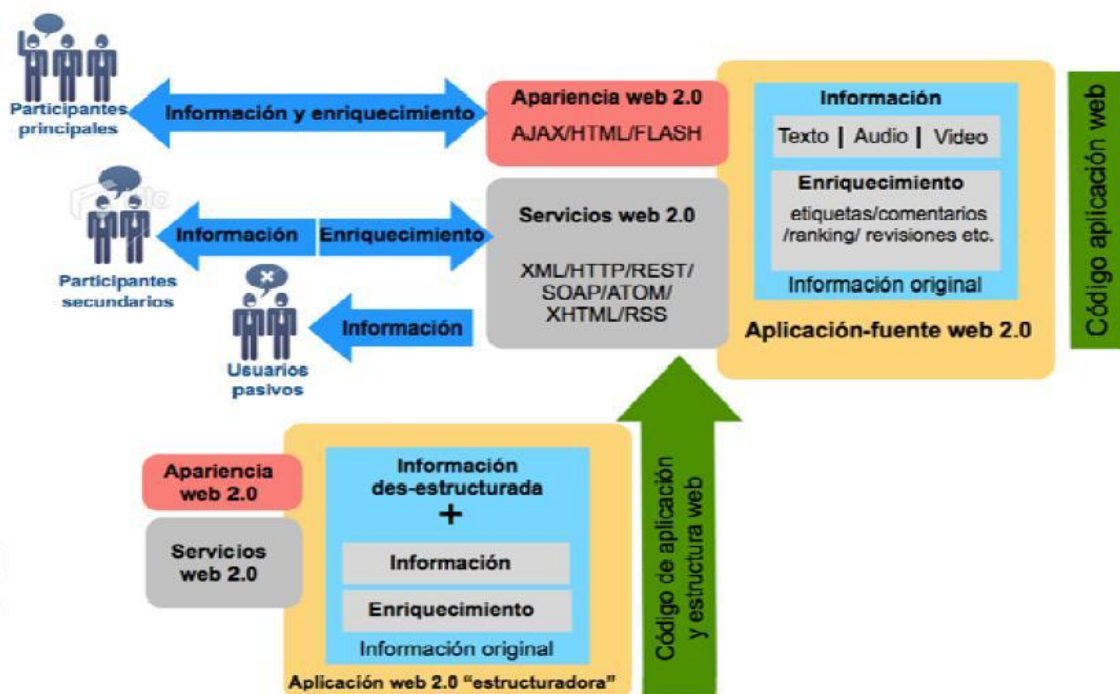 Participantes
principales
Información y enriquecimiento
Apariencia web 2.0
AJAX/HTML/FLASH
Información
Texto | Audio | Video
Enriquecimiento
etiquetas/comentarios
/ranking/ revisiones etc.
Información original
Aplicación-fuente web 2.0
Código aplicación web
Participantes
secundarios
Información
Enriquecimiento
Servicios web 2.0
XML/HTTP/REST/
SOAP/ATOM/
XHTML/RSS
Usuarios
pasivos
Información
Apariencia
web 2.0
Servicios
web 2.0
Información
des-estructurada
+
Información
Enriquecimiento
Información original
Aplicación web 2.0 “estructuradora”
Código de aplicación
y estructura web